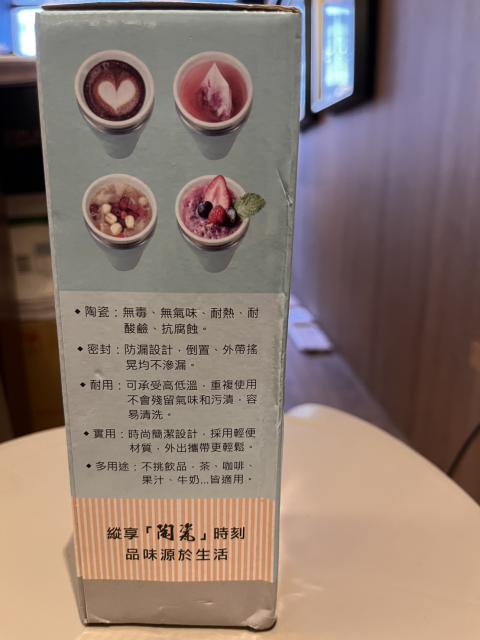 ◆陶瓷：無毒、無氣味、耐熱、耐
酸鹼、抗腐蝕。
◆密封：防漏設計，倒置、外帶搖
晃均不滲漏。
◆耐用：可承受高低溫，重複使用
不會殘留氣味和污漬，容
易清洗。
◆實用：時尚簡潔設計，採用輕便
材質，外出攜帶更輕鬆。
◆多用途：不挑飲品，茶、咖啡、
果汁、牛奶...皆適用。
縱享「陶瓷」時刻
品味源於生活